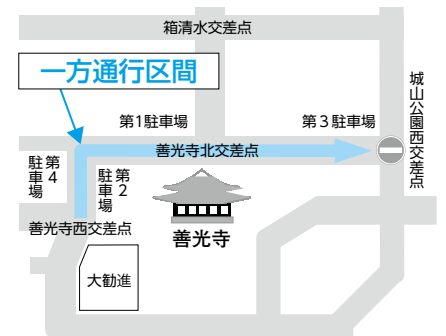 箱清水交差点
一方通行区間
城山公園西交差点
第1駐車場
第３駐車場
善光寺北交差点
第４駐車場
第２駐車場
善光寺西交差点
善光寺
大勧進